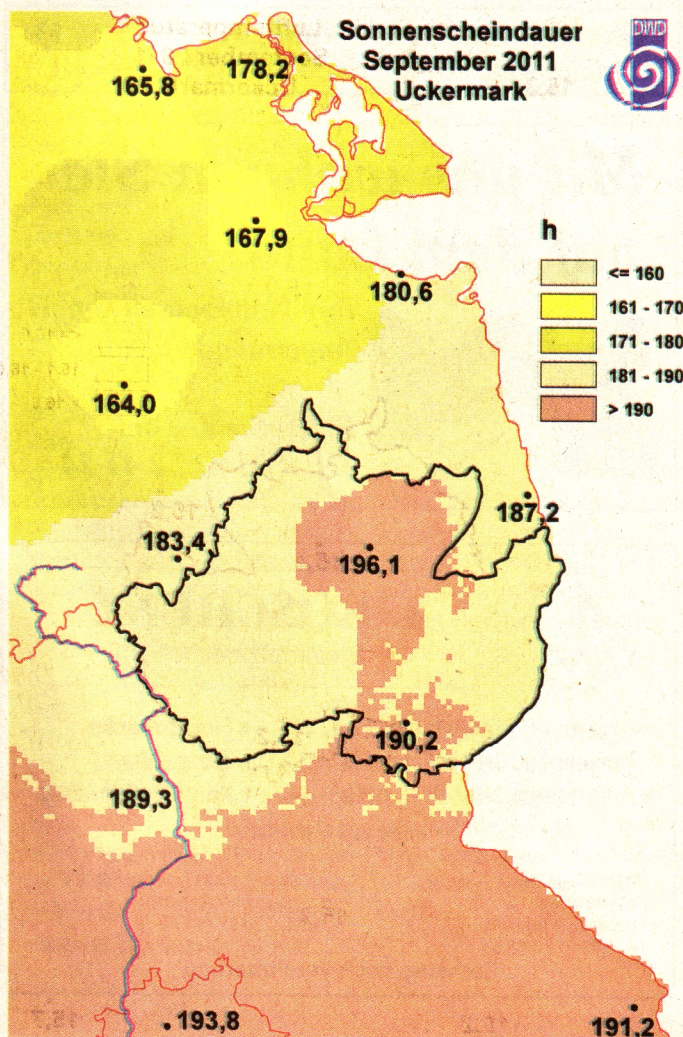 Sonnenscheindauer
September 2011
Uckermark
DWD
165,8
178,2
167,9
180,6
h
<= 160
161 - 170
171 - 180
181 - 190
> 190
164,0
187,2
183,4
196,1
190,2
189,3
193,8
191,2